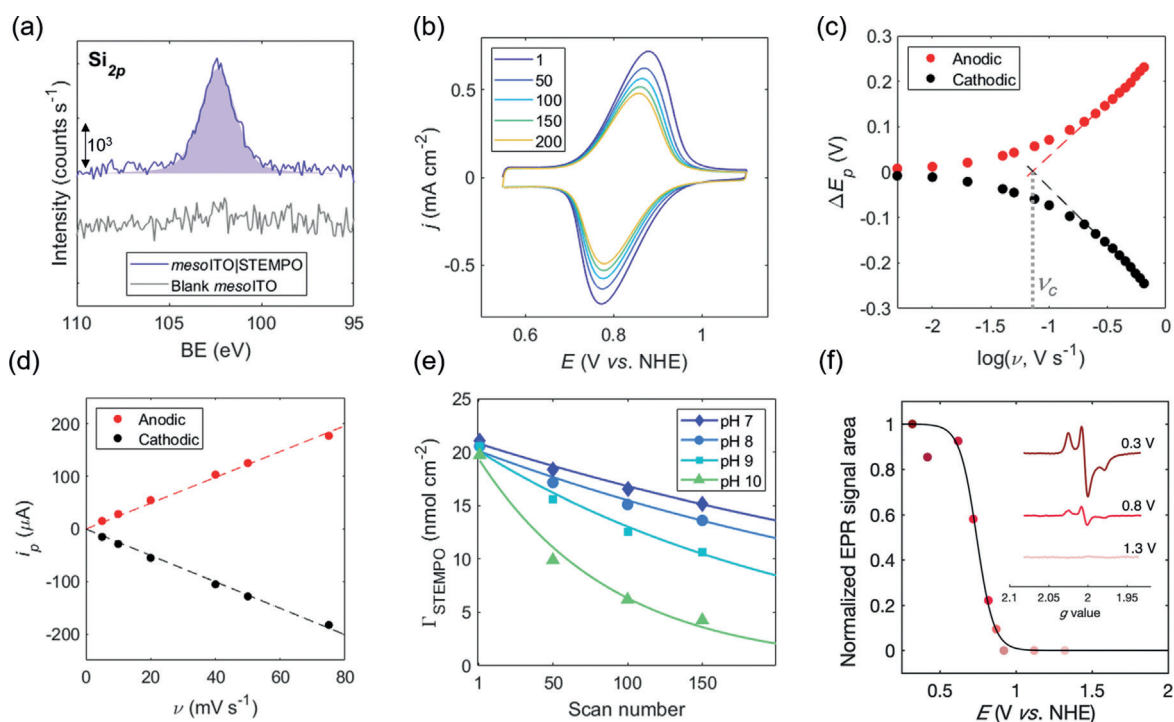 (a)
Si2p
10³
Intensity (counts s⁻¹)
mesoITO|STEMPO
Blank mesoITO
110 105 100 95
BE (eV)
(b)
1
50
100
150
200
0.5
0
-0.5
j (mA cm⁻²)
0.6 0.8 1
E (V vs. NHE)
(c)
Anodic
Cathodic
0.3
0.2
0.1
0
-0.1
-0.2
-0.3
ΔEp (V)
νc
-2 -1.5 -1 -0.5 0
log(ν, V s⁻¹)
(d)
Anodic
Cathodic
200
100
0
-100
-200
ip (μA)
0 20 40 60 80
ν (mV s⁻¹)
(e)
pH 7
pH 8
pH 9
pH 10
25
20
15
10
5
0
ΓSTEMPO (nmol cm⁻²)
1 50 100 150
Scan number
(f)
1
0.8
0.6
0.4
0.2
0
Normalized EPR signal area
0.3 V
0.8 V
1.3 V
2.1 2.05 2 1.95
g value
0.5 1 1.5 2
E (V vs. NHE)